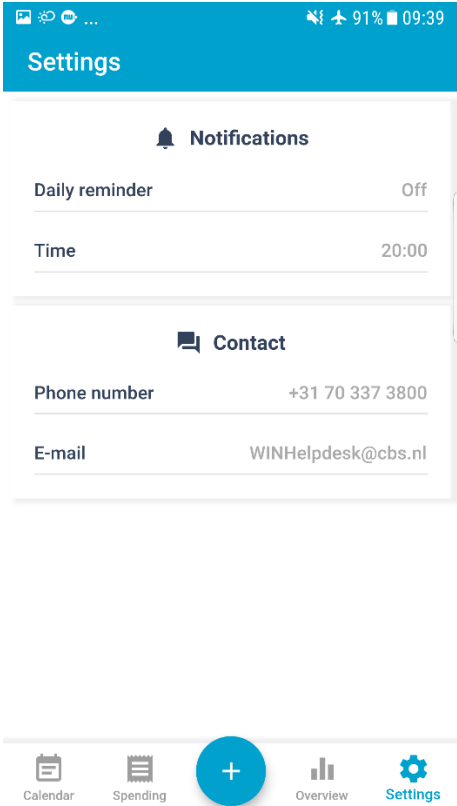 ... 91% 09:39
Settings
Notifications
Daily reminder Off
Time 20:00
Contact
Phone number +31 70 337 3800
E-mail WINHelpdesk@cbs.nl
+
Calendar Spending Overview Settings